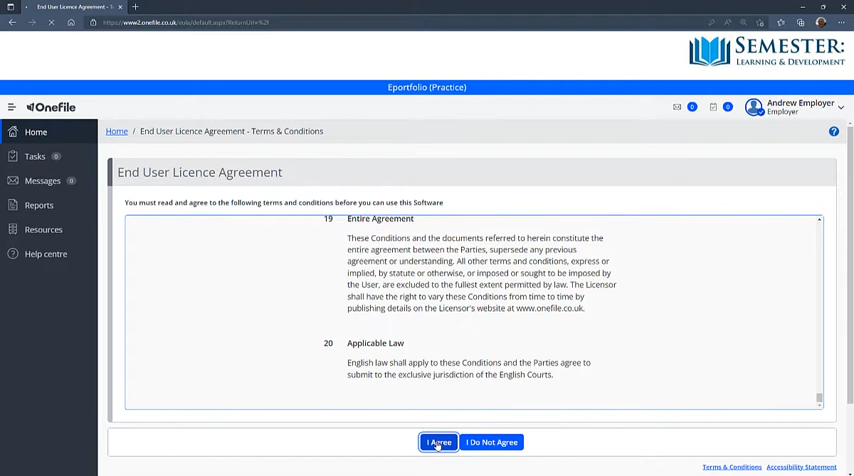 End User Licence Agreement - T
https://www2.onefile.co.uk/eula/default.aspx?ReturnUrl=%2f
SEMESTER:
LEARNING & DEVELOPMENT
Eportfolio (Practice)
Onefile
0
0
Andrew Employer
Employer
Home
Tasks 0
Messages 0
Reports
Resources
Help centre
Home / End User Licence Agreement - Terms & Conditions
?
End User Licence Agreement
You must read and agree to the following terms and conditions before you can use this Software
19 Entire Agreement
These Conditions and the documents referred to herein constitute the
entire agreement between the Parties, supersede any previous
agreement or understanding. All other terms and conditions, express or
implied, by statute or otherwise, or imposed or sought to be imposed by
the User, are excluded to the fullest extent permitted by law. The Licensor
shall have the right to vary these Conditions from time to time by
publishing details on the Licensor's website at www.onefile.co.uk.
20 Applicable Law
English law shall apply to these Conditions and the Parties agree to
submit to the exclusive jurisdiction of the English Courts.
I Agree
I Do Not Agree
Terms & Conditions Accessibility Statement